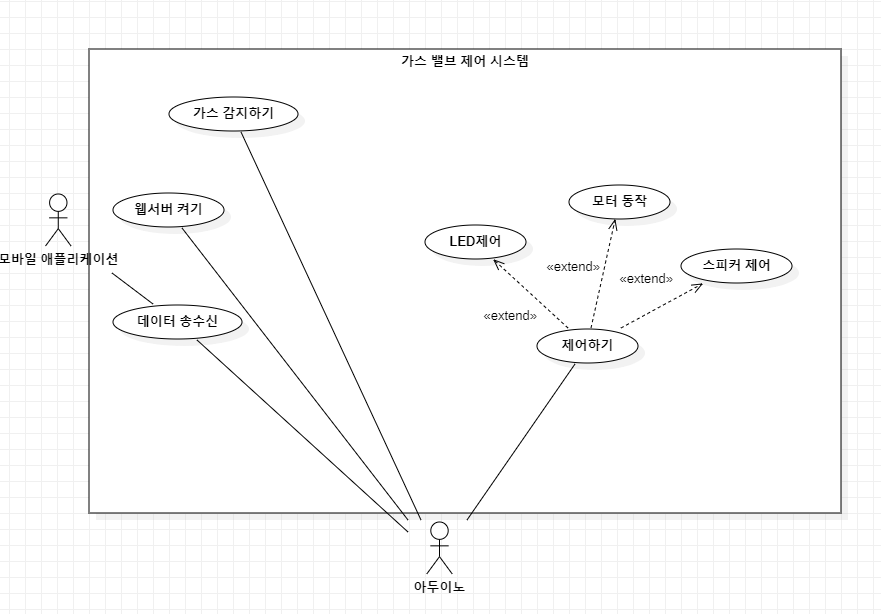 가스 밸브 제어 시스템
가스 감지하기
웹서버 켜기
모터 동작
LED제어
스피커 제어
모바일 애플리케이션
«extend»
«extend»
«extend»
데이터 송수신
제어하기
아두이노